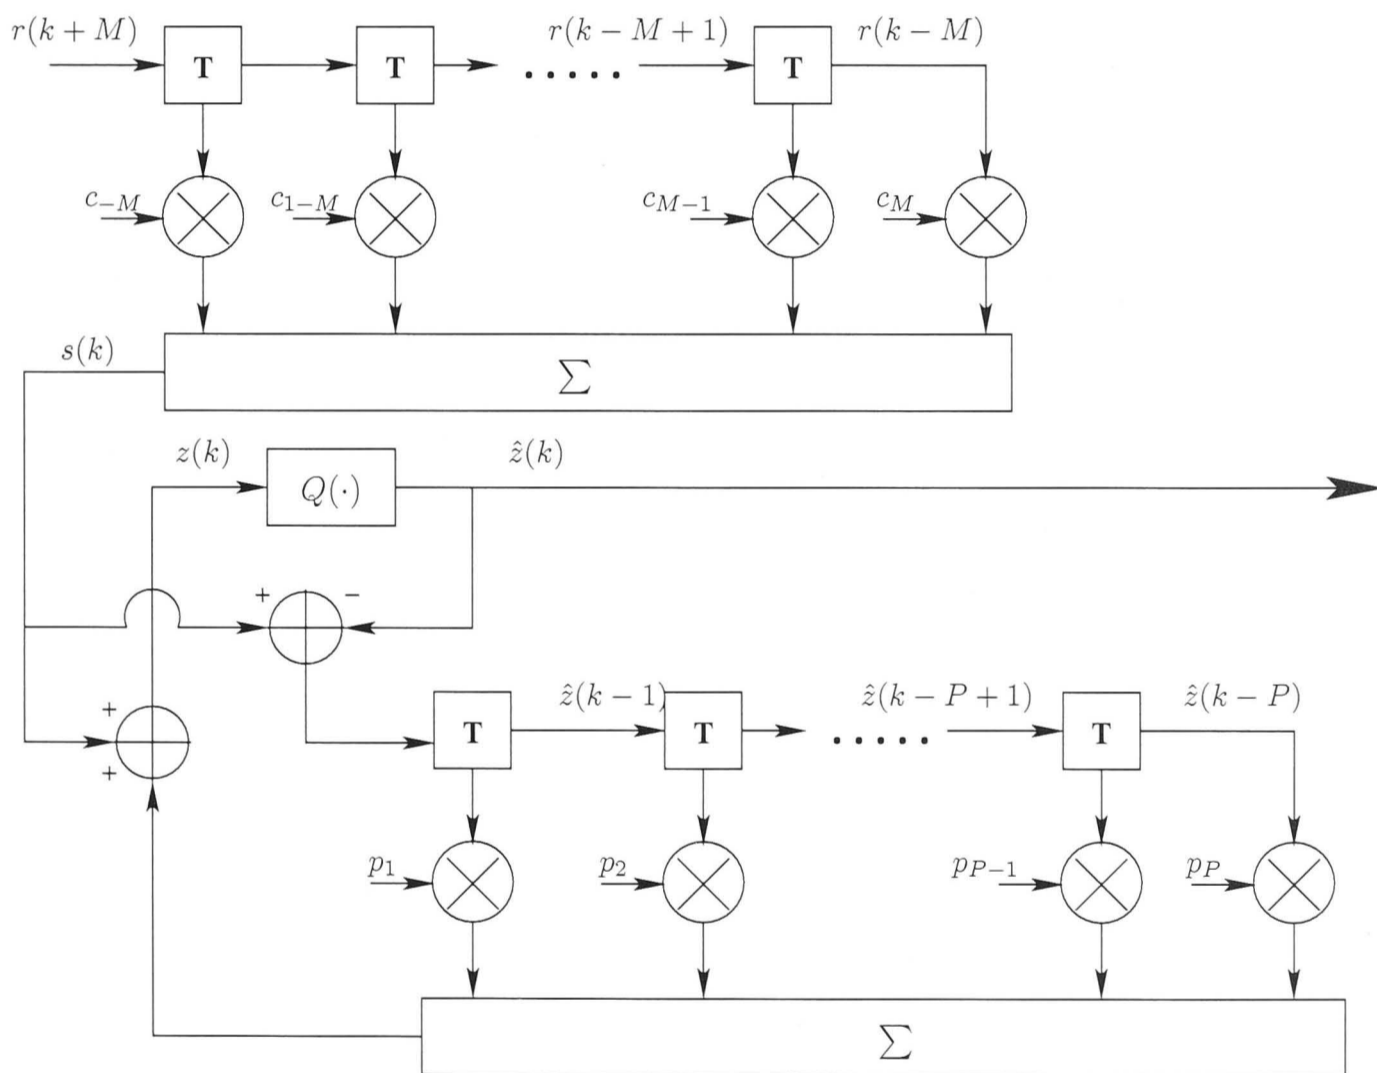 r(k + M) r(k − M + 1) r(k − M)
T T ..... T
c₋M c₁₋M cM₋₁ cM
s(k)
∑
z(k) ẑ(k)
Q(·)
+ −
ẑ(k − 1) ẑ(k − P + 1) ẑ(k − P)
+
T T ..... T
+
p₁ p₂ pP₋₁ pP
∑